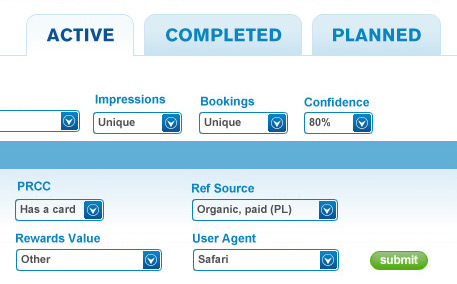 ACTIVE COMPLETED PLANNED
Impressions Bookings Confidence
Unique Unique 80%
PRCC Ref Source
Has a card Organic, paid (PL)
Rewards Value User Agent
Other Safari submit